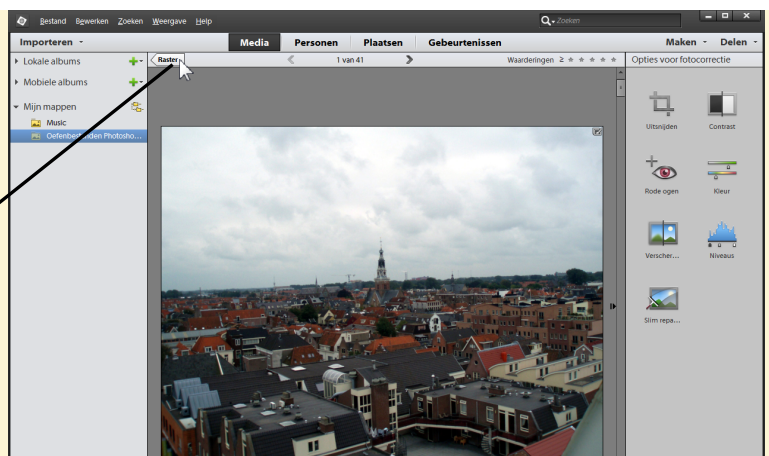 Bestand Bewerken Zoeken Weergave Help Zoeken
Importeren Media Personen Plaatsen Gebeurtenissen Maken Delen
Lokale albums Raster 1 van 41 Waarderingen ≥ Opties voor fotocorrectie
Mobiele albums
Mijn mappen
Music
Oefenbestanden Photosho...
Uitsnijden Contrast
Rode ogen Kleur
Verscher... Niveaus
Slim repa...